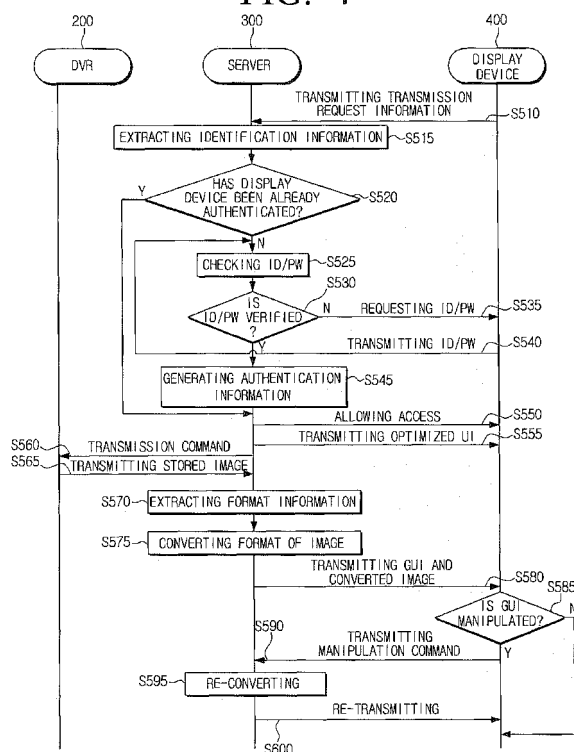 FIG. 4
200
300
400
DVR
SERVER
DISPLAY
DEVICE
TRANSMITTING TRANSMISSION
REQUEST INFORMATION
S510
EXTRACTING IDENTIFICATION INFORMATION
S515
Y
HAS DISPLAY
DEVICE BEEN ALREADY
AUTHENTICATED?
S520
N
S525
CHECKING ID/PW
S530
IS
ID/PW VERIFIED
?
N
REQUESTING ID/PW
S535
Y
TRANSMITTING ID/PW
S540
GENERATING AUTHENTICATION
INFORMATION
S545
ALLOWING ACCESS
S550
S560
TRANSMISSION COMMAND
TRANSMITTING OPTIMIZED UI
S555
S565
TRANSMITTING STORED IMAGE
S570
EXTRACTING FORMAT INFORMATION
S575
CONVERTING FORMAT OF IMAGE
TRANSMITTING GUI AND
CONVERTED IMAGE
S580
S585
IS GUI
MANIPULATED?
N
S590
TRANSMITTING
MANIPULATION COMMAND
Y
S595
RE-CONVERTING
RE-TRANSMITTING
S600